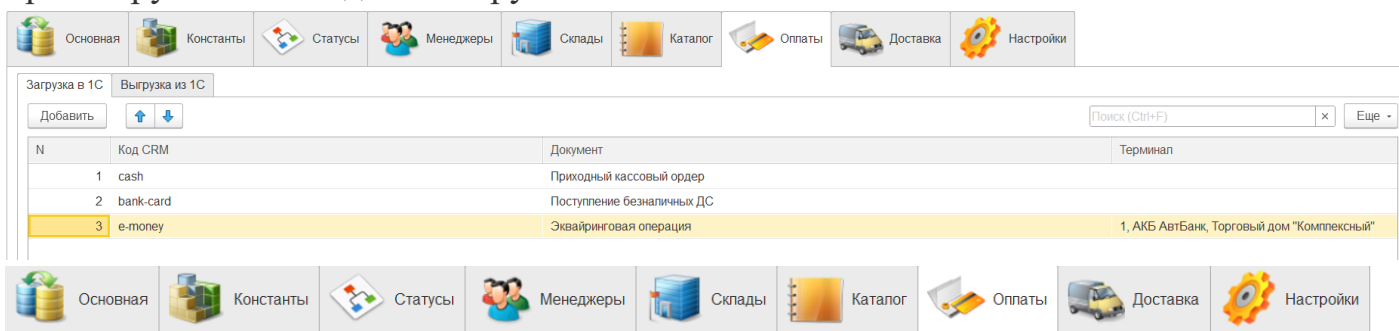 Основная Константы Статусы Менеджеры Склады Каталог Оплаты Доставка Настройки
Загрузка в 1С Выгрузка из 1С
Добавить Поиск (Ctrl+F) × Еще
N Код CRM Документ Терминал
1 cash Приходный кассовый ордер
2 bank-card Поступление безналичных ДС
3 e-money Эквайринговая операция 1, АКБ АвтБанк, Торговый дом "Комплексный"
Основная Константы Статусы Менеджеры Склады Каталог Оплаты Доставка Настройки